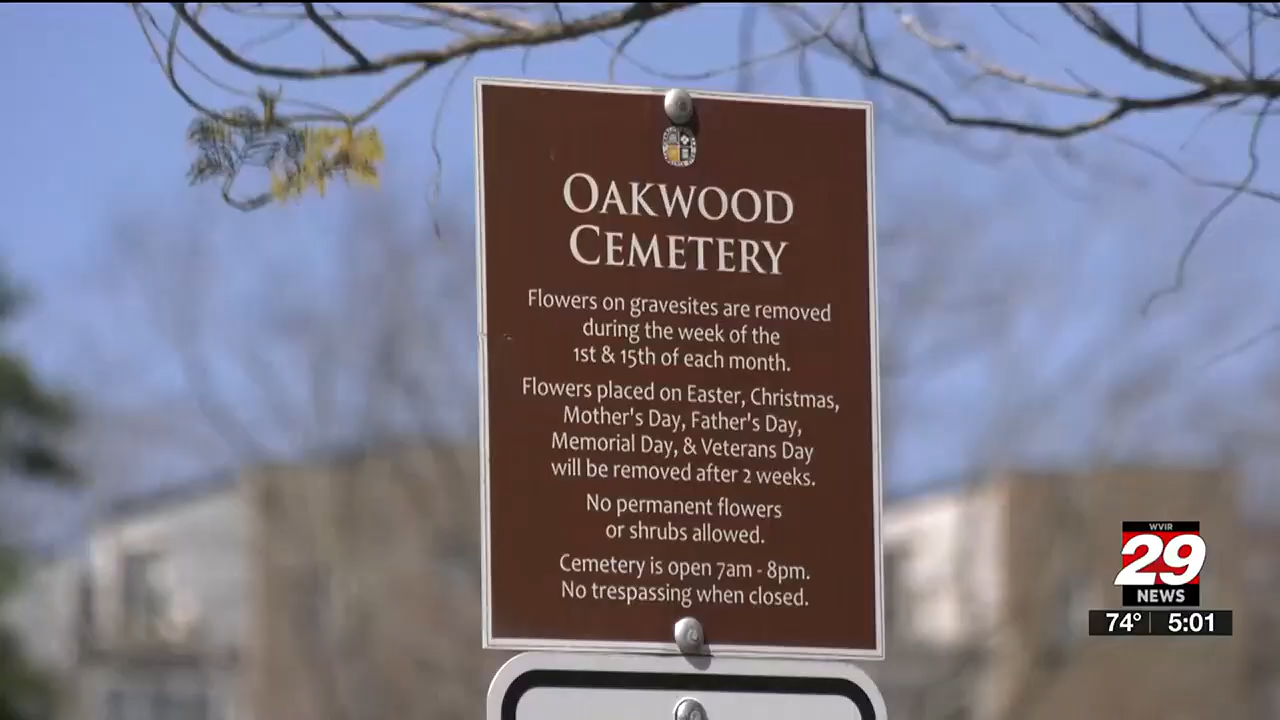 OAKWOOD
CEMETERY
Flowers on gravesites are removed
during the week of the
1st & 15th of each month.
Flowers placed on Easter, Christmas,
Mother's Day, Father's Day,
Memorial Day, & Veterans Day
will be removed after 2 weeks.
No permanent flowers
or shrubs allowed.
Cemetery is open 7am - 8pm.
No trespassing when closed.
WVIR
29
NEWS
74° 5:01